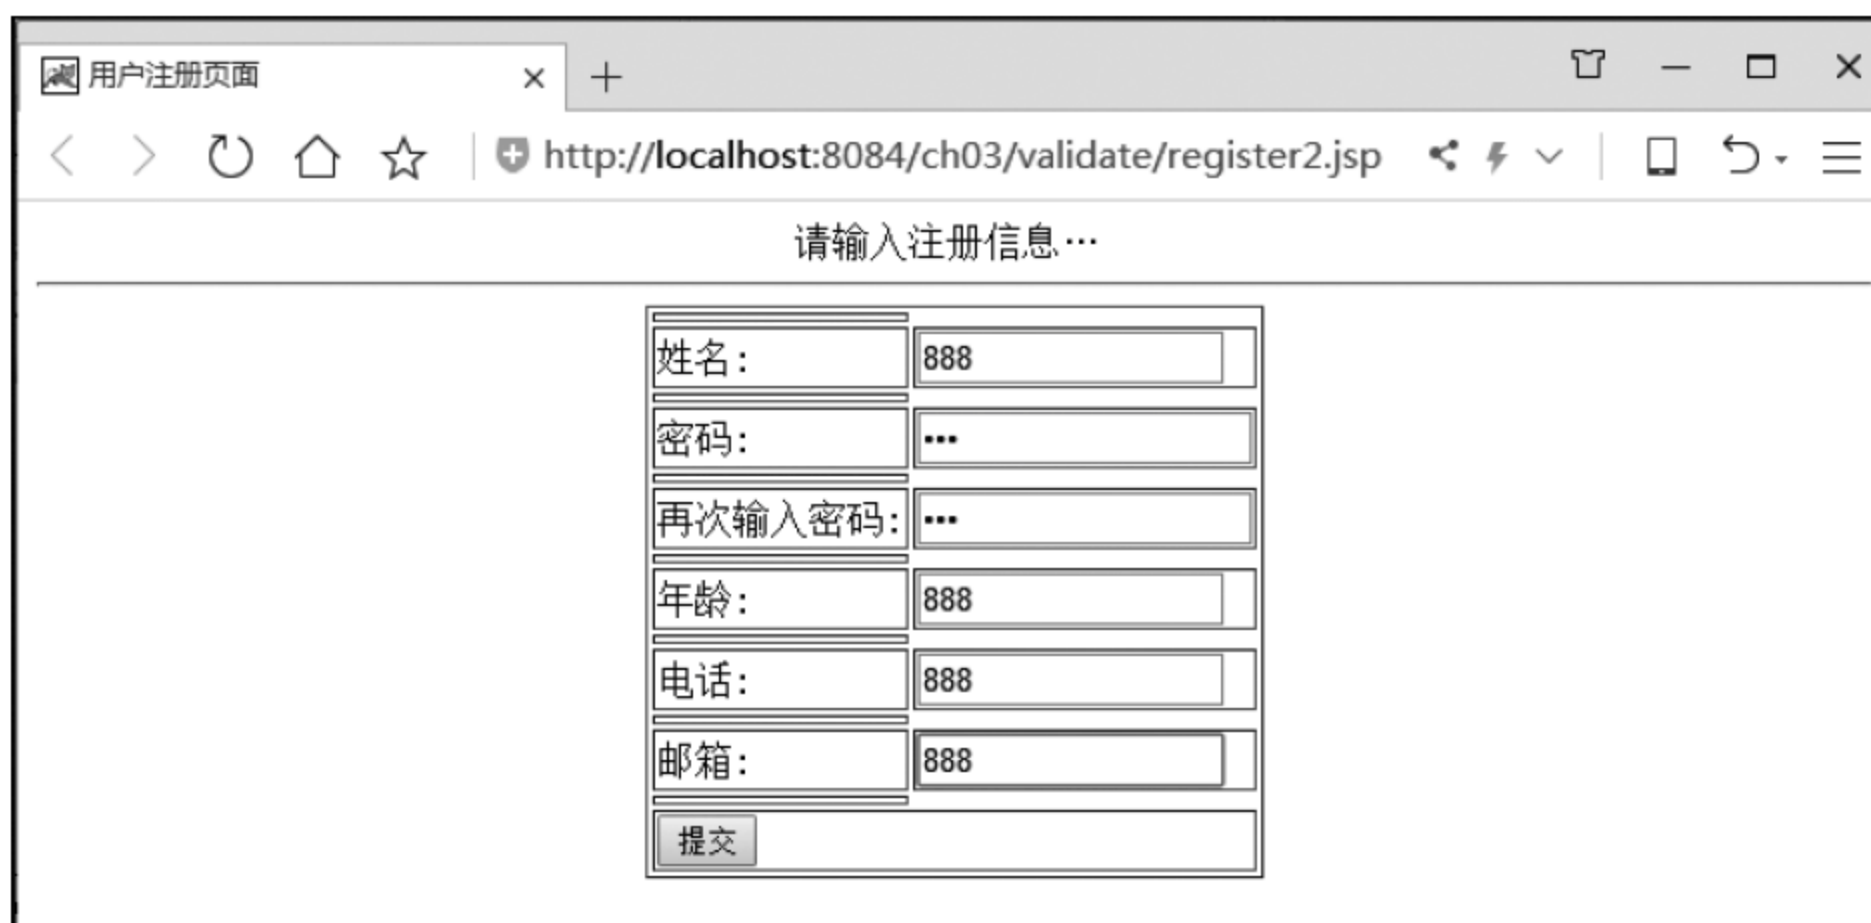 用户注册页面
http://localhost:8084/ch03/validate/register2.jsp
请输入注册信息…
姓名: 888
密码: •••
再次输入密码: •••
年龄: 888
电话: 888
邮箱: 888
提交